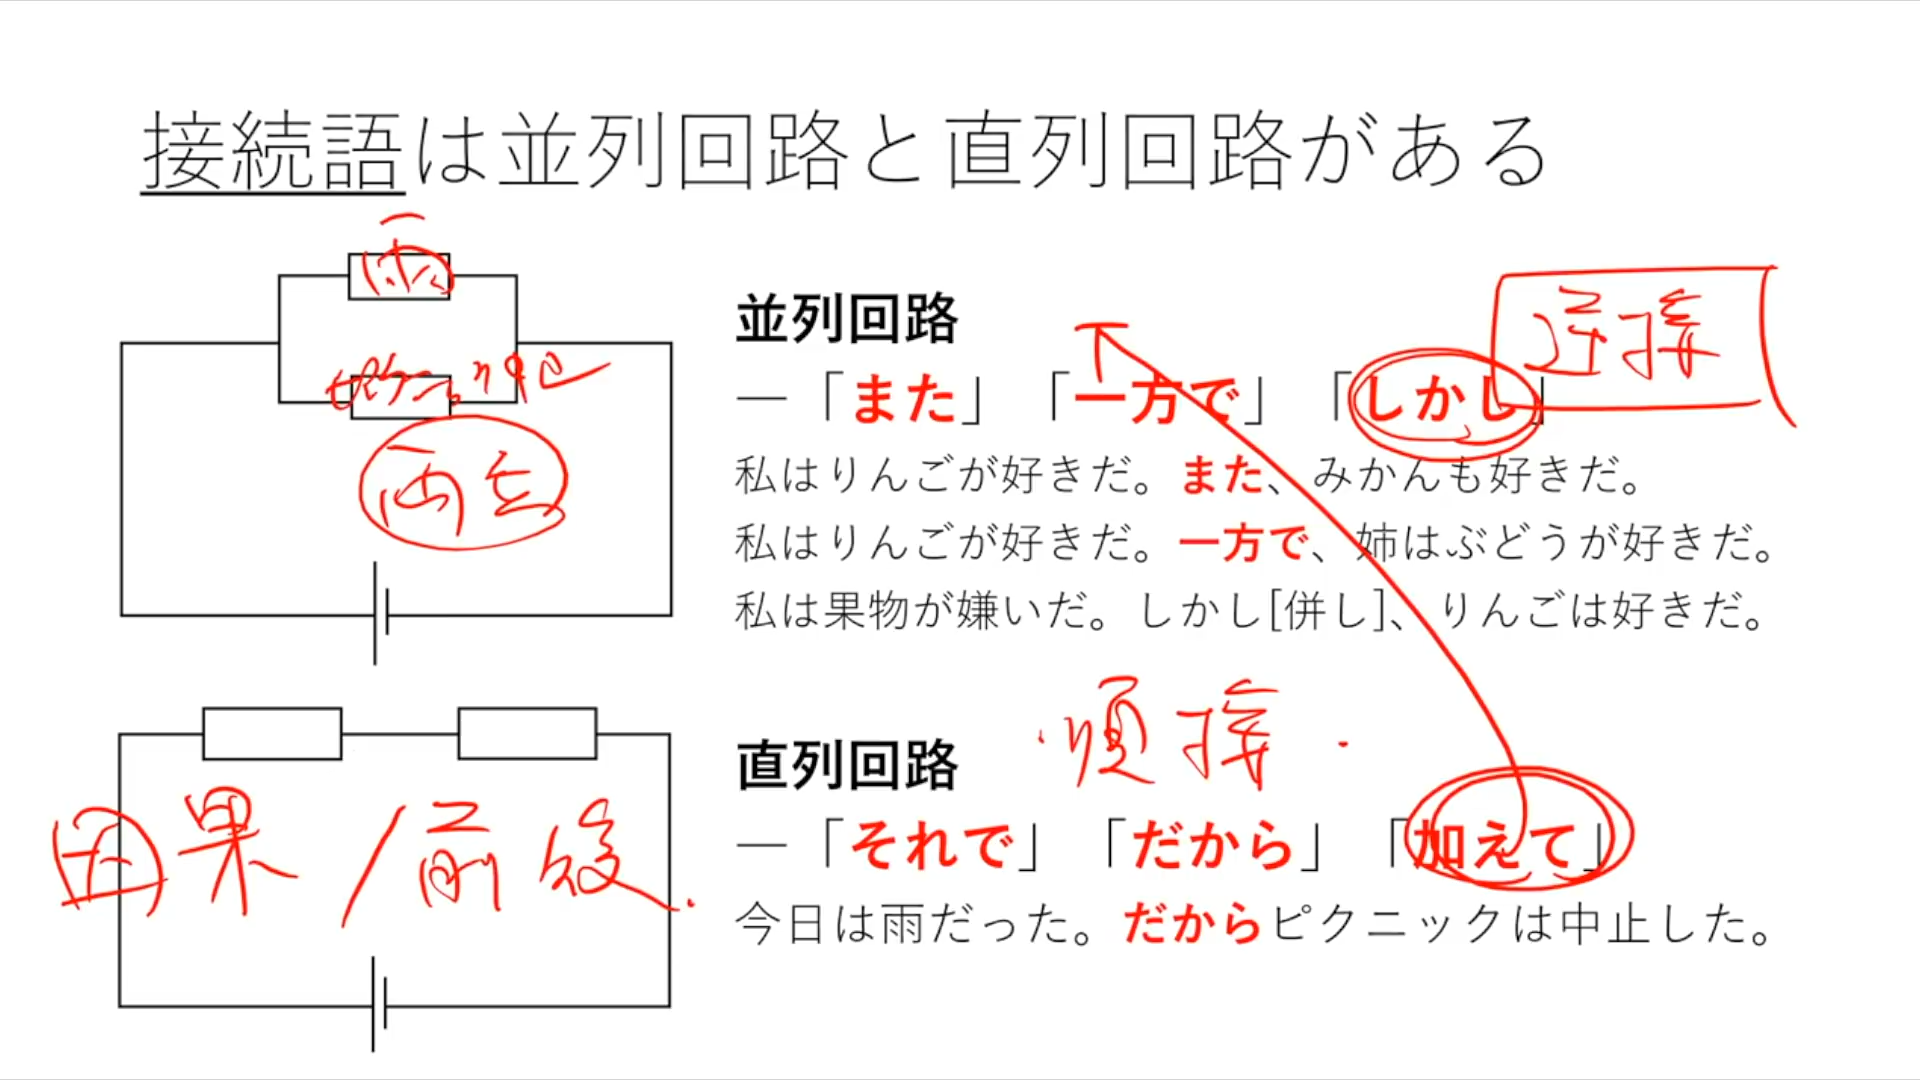 接続語は並列回路と直列回路がある
雨
両立
並列回路
逆接
―「また」「一方で」「しかし」
私はりんごが好きだ。また、みかんも好きだ。
私はりんごが好きだ。一方で、姉はぶどうが好きだ。
私は果物が嫌いだ。しかし[併し]、りんごは好きだ。
因果/前後
直列回路
順接
―「それで」「だから」「加えて」
今日は雨だった。だからピクニックは中止した。